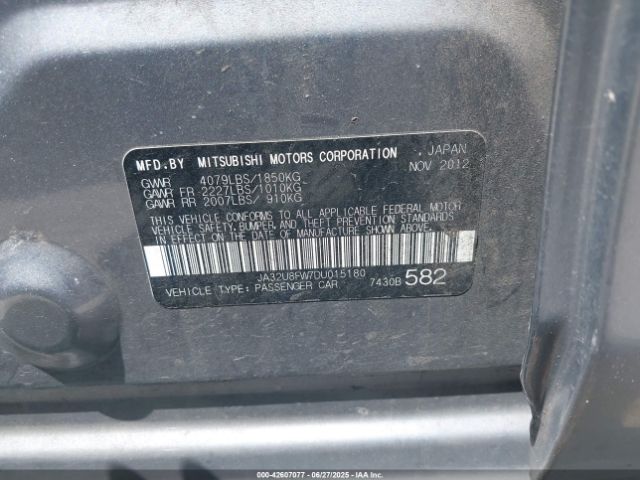 MFD.BY MITSUBISHI MOTORS CORPORATION , JAPAN
NOV 2012
GVWR 4079LBS/1850KG
GAWR FR 2227LBS/1010KG
GAWR RR 2007LBS/ 910KG
THIS VEHICLE CONFORMS TO ALL APPLICABLE FEDERAL MOTOR
VEHICLE SAFETY, BUMPER, AND THEFT PREVENTION STANDARDS
IN EFFECT ON THE DATE OF MANUFACTURE SHOWN ABOVE.
JA32U8FW7DU015180
VEHICLE TYPE: PASSENGER CAR 7430B 582
000-42607077 - 06/27/2025 - IAAI Inc.